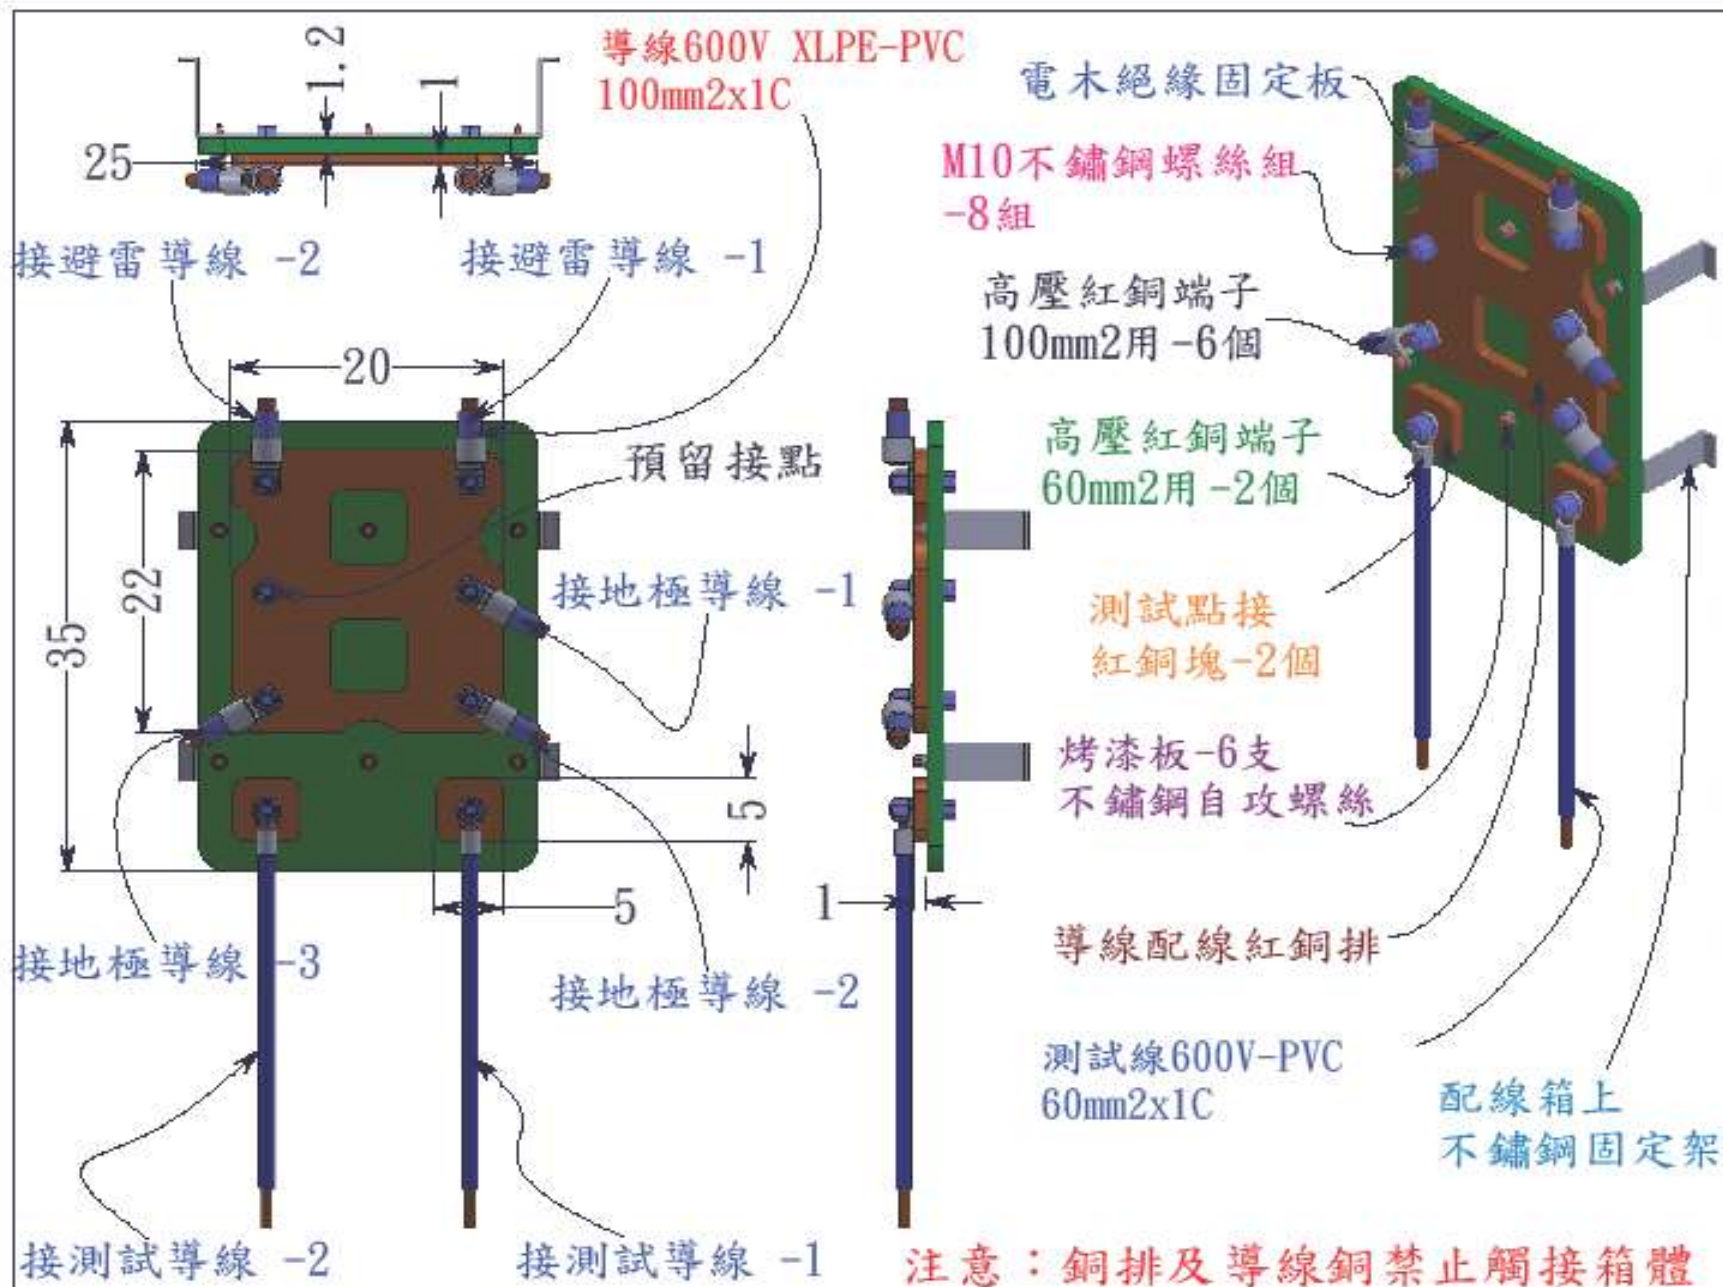 1.2
1
25
導線600V XLPE-PVC
100mm2x1C
接避雷導線 -2
接避雷導線 -1
20
預留接點
35
22
接地極導線 -1
5
5
1
接地極導線 -3
接地極導線 -2
接測試導線 -2
接測試導線 -1
電木絕緣固定板
M10不鏽鋼螺絲組
-8組
高壓紅銅端子
100mm2用-6個
高壓紅銅端子
60mm2用-2個
測試點接
紅銅塊-2個
烤漆板-6支
不鏽鋼自攻螺絲
導線配線紅銅排
測試線600V-PVC
60mm2x1C
配線箱上
不鏽鋼固定架
注意：銅排及導線銅禁止觸接箱體